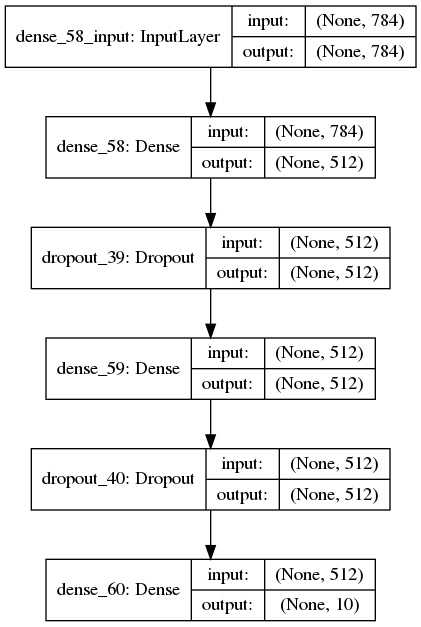 dense_58_input: InputLayer
input: (None, 784)
output: (None, 784)
dense_58: Dense
input: (None, 784)
output: (None, 512)
dropout_39: Dropout
input: (None, 512)
output: (None, 512)
dense_59: Dense
input: (None, 512)
output: (None, 512)
dropout_40: Dropout
input: (None, 512)
output: (None, 512)
dense_60: Dense
input: (None, 512)
output: (None, 10)